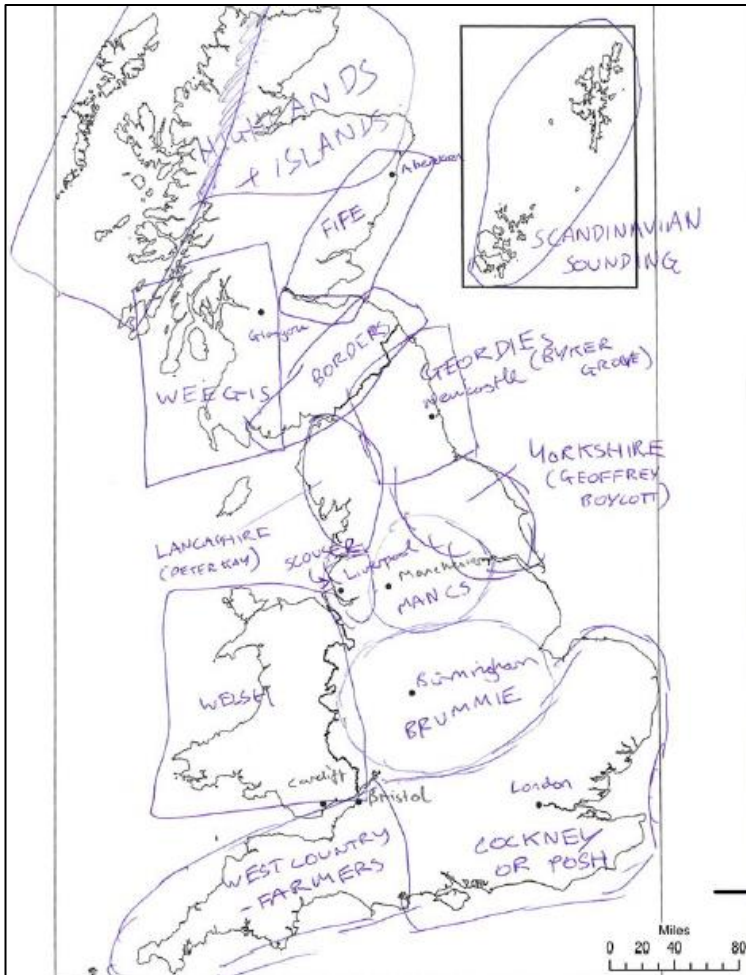 HIGHLANDS
+ ISLANDS
Aberdeen
FIFE
SCANDINAVIAN
SOUNDING
Glasgow
WEEGIS
BORDERS
GEORDIES
Newcastle (BYKER
GROVE)
YORKSHIRE
(GEOFFREY
BOYCOTT)
LANCASHIRE
(PETER KAY)
SCOUSER
Liverpool
Manchester
MANCS
WELSH
Birmingham
BRUMMIE
Cardiff
Bristol
London
WEST COUNTRY
-FARMERS
COCKNEY
OR POSH
Miles
0 20 40 80